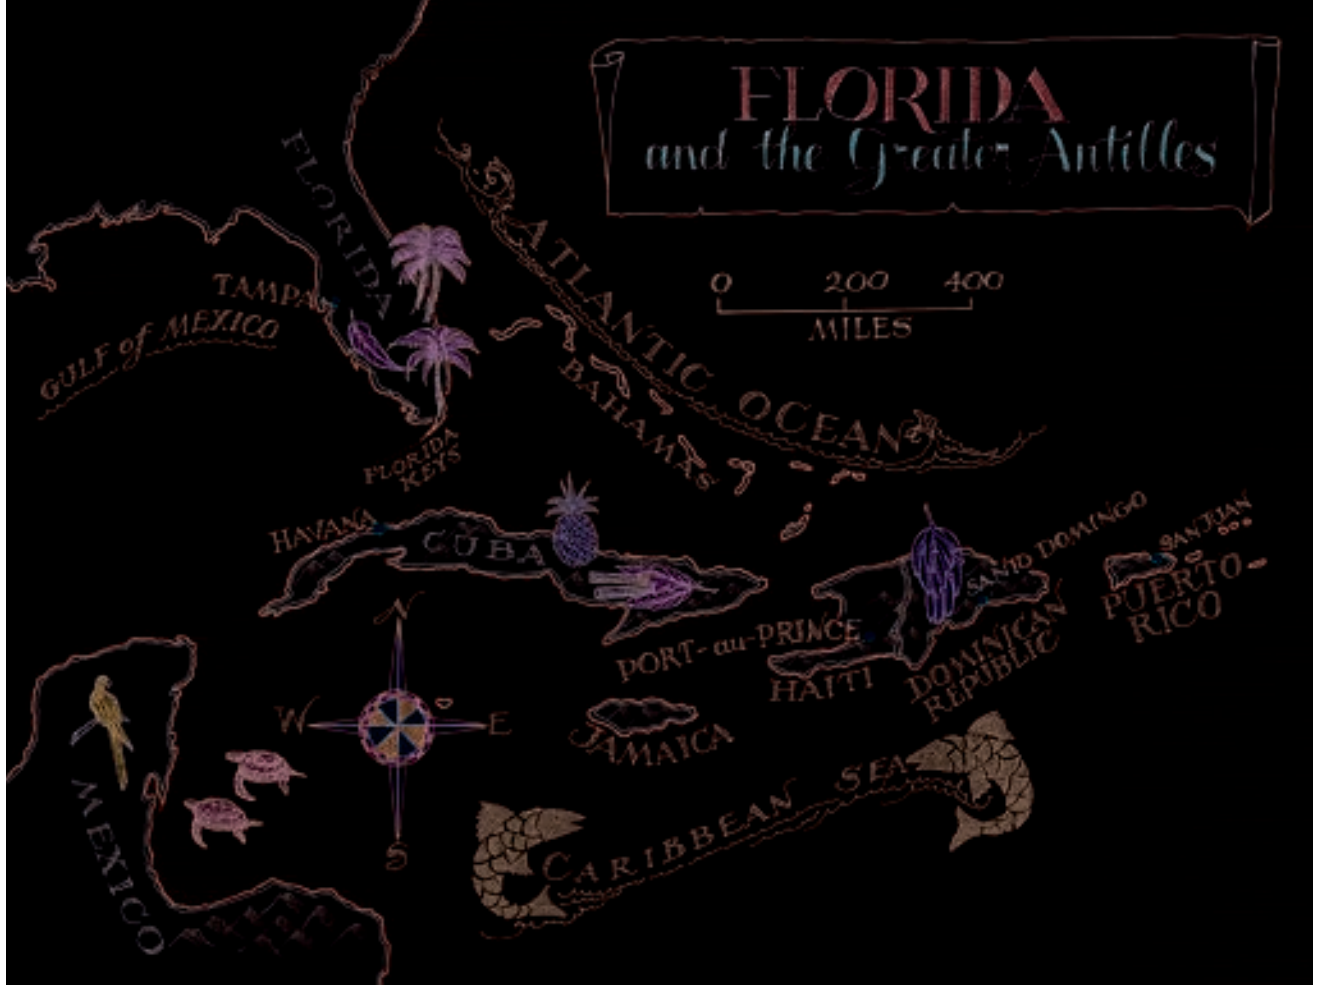 FLORIDA
and the Greater Antilles
FLORIDA
ATLANTIC OCEAN
0 200 400
MILES
TAMPA
GULF of MEXICO
BAHAMAS
FLORIDA
KEYS
HAVANA
CUBA
SANTO DOMINGO
SAN JUAN
PUERTO
RICO
PORT-au-PRINCE
HAITI
DOMINICAN
REPUBLIC
N
W E
S
JAMAICA
CARIBBEAN SEA
MEXICO